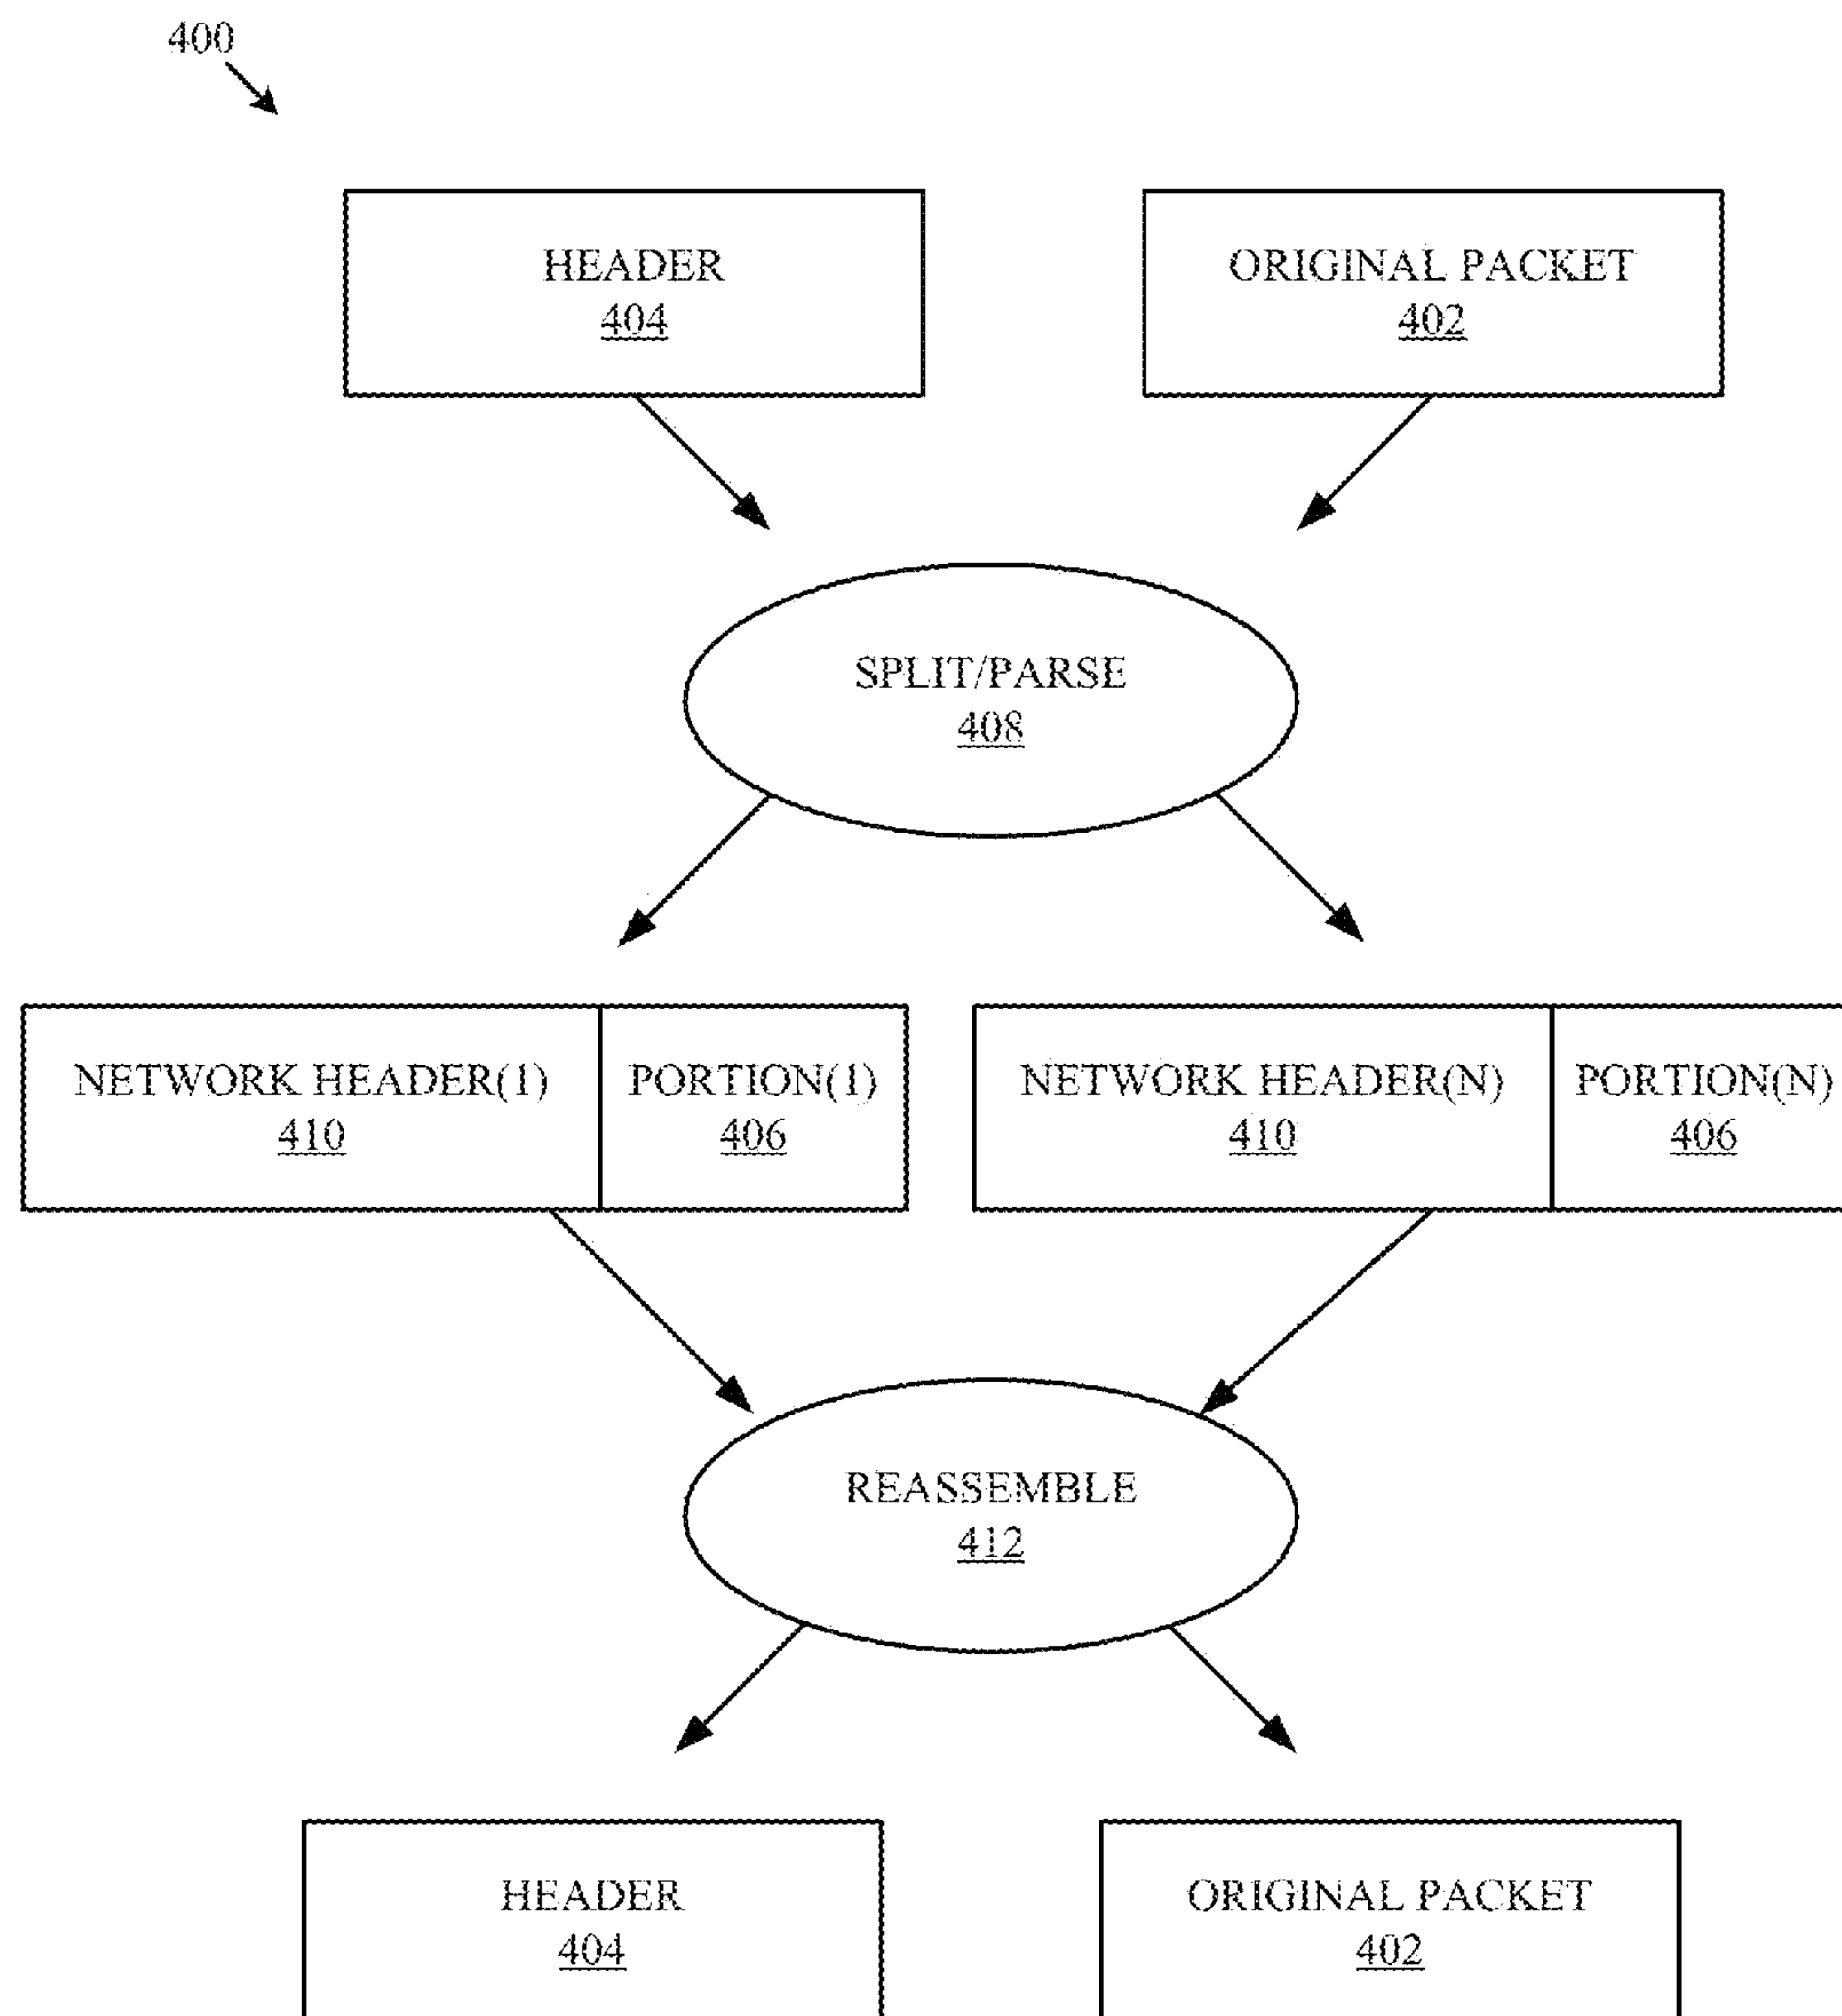 400
HEADER
404
ORIGINAL PACKET
402
SPLIT/PARSE
408
NETWORK HEADER(1)
410
PORTION(1)
406
NETWORK HEADER(N)
410
PORTION(N)
406
REASSEMBLE
412
HEADER
404
ORIGINAL PACKET
402